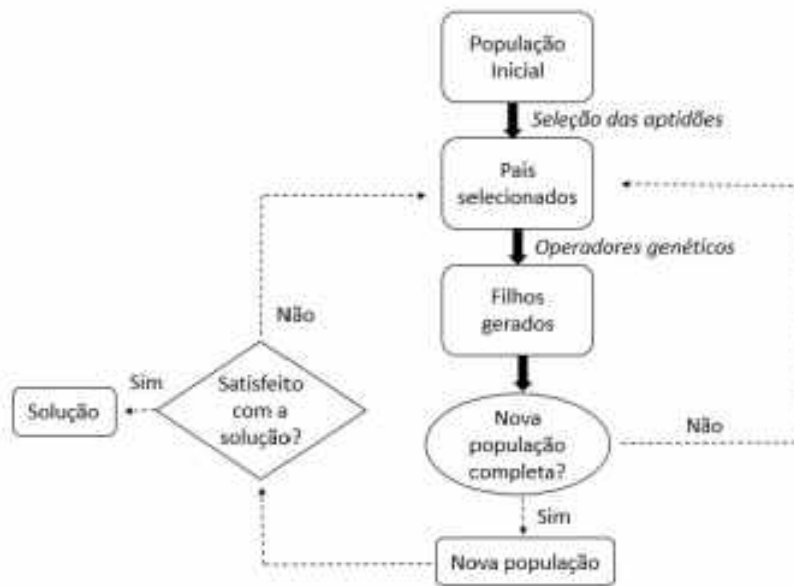 População
Inicial
Seleção das aptidões
Pais
selecionados
Operadores genéticos
Filhos
gerados
Não
Sim
Satisfeito
com a
solução?
Solução
Nova
população
completa?
Não
Sim
Nova população